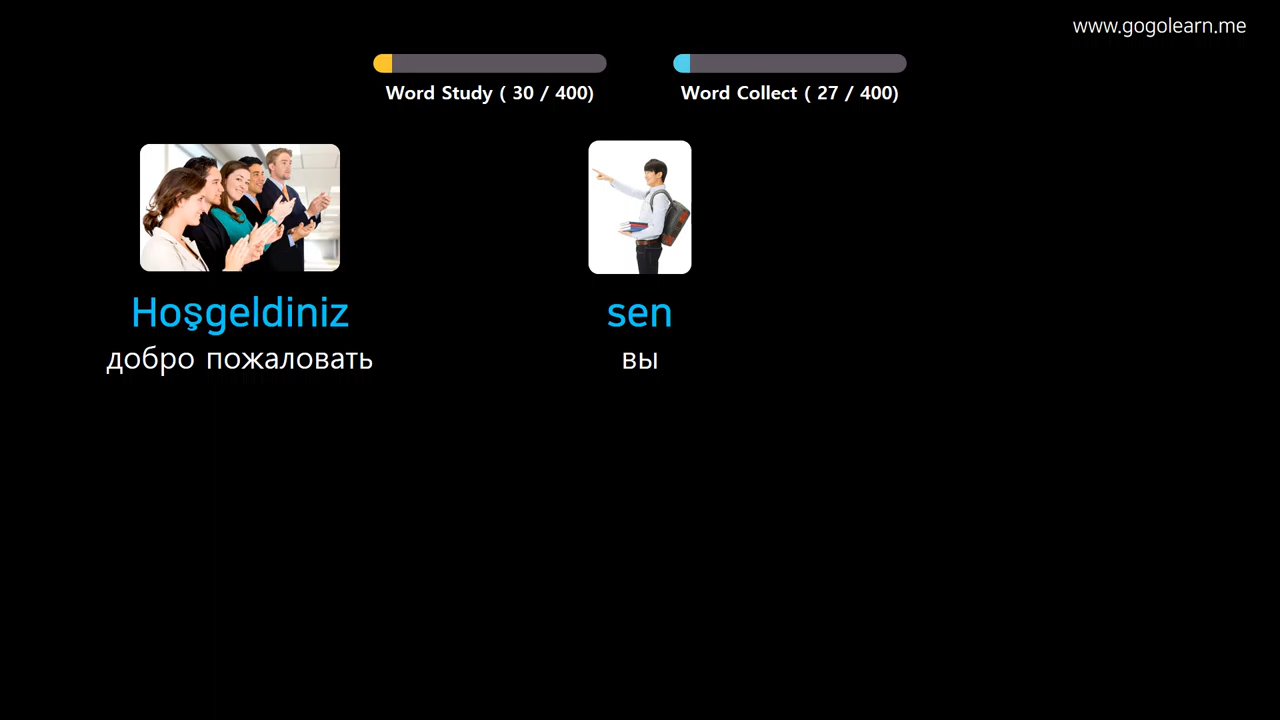 www.gogolearn.me
Word Study ( 30 / 400)
Word Collect ( 27 / 400)
Hoşgeldiniz
добро пожаловать
sen
вы